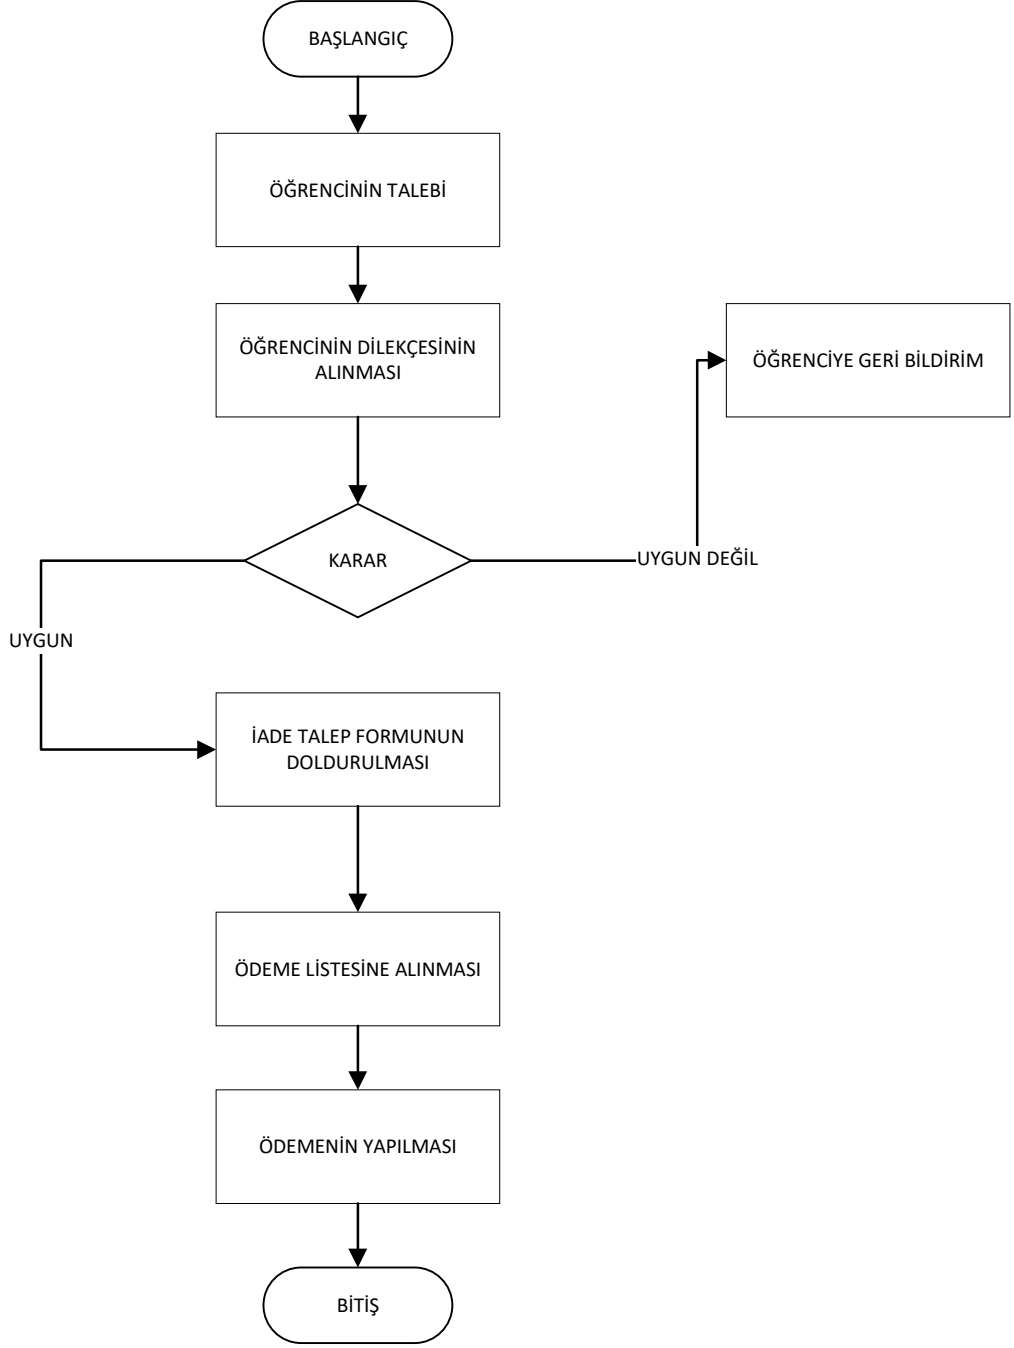 BAŞLANGIÇ
ÖĞRENCİNİN TALEBİ
ÖĞRENCİNİN DİLEKÇESİNİN
ALINMASI
ÖĞRENCİYE GERİ BİLDİRİM
KARAR
UYGUN DEĞİL
UYGUN
İADE TALEP FORMUNUN
DOLDURULMASI
ÖDEME LİSTESİNE ALINMASI
ÖDEMENİN YAPILMASI
BİTİŞ